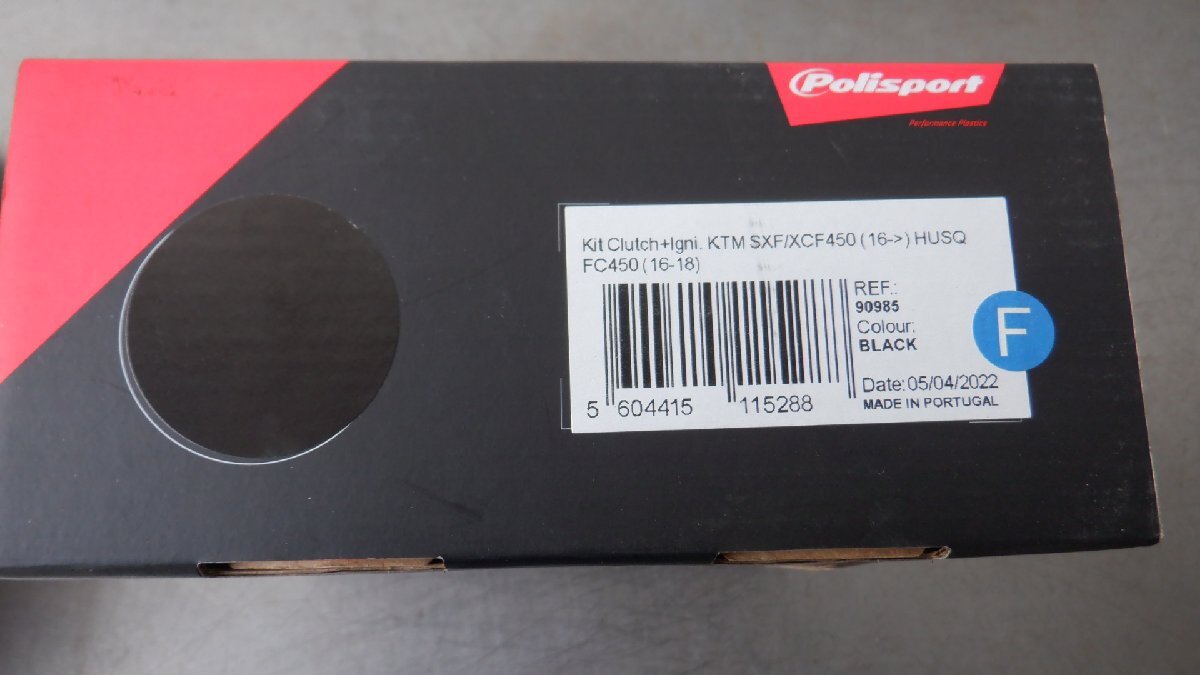 Polisport
Performance Plastics
Kit Clutch+Igni. KTM SXF/XCF450 (16->) HUSQ
FC450 (16-18)
REF.:
90985
Colour:
BLACK
F
Date: 05/04/2022
MADE IN PORTUGAL
5 604415 115288